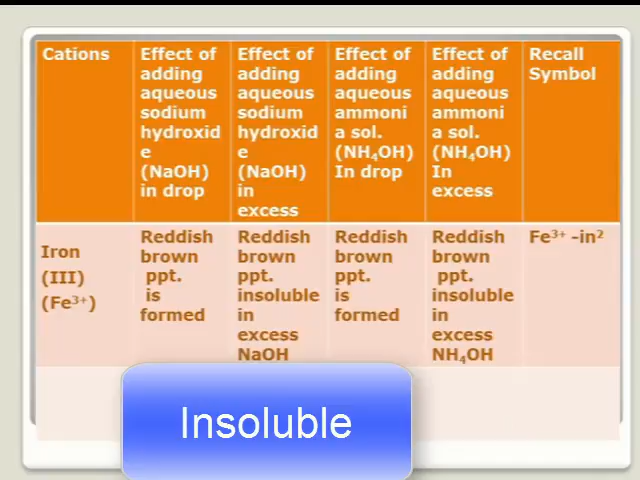 Cations
Effect of
adding
aqueous
sodium
hydroxid
e
(NaOH)
in drop
Effect of
adding
aqueous
sodium
hydroxid
e
(NaOH)
in
excess
Effect of
adding
aqueous
ammoni
a sol.
(NH₄OH)
In drop
Effect of
adding
aqueous
ammoni
a sol.
(NH₄OH)
In
excess
Recall
Symbol
Iron
(III)
(Fe³⁺)
Reddish
brown
ppt.
is
formed
Reddish
brown
ppt.
insoluble
in
excess
NaOH
Reddish
brown
ppt.
is
formed
Reddish
brown
ppt.
insoluble
in
excess
NH₄OH
Fe³⁺ -in²
Insoluble